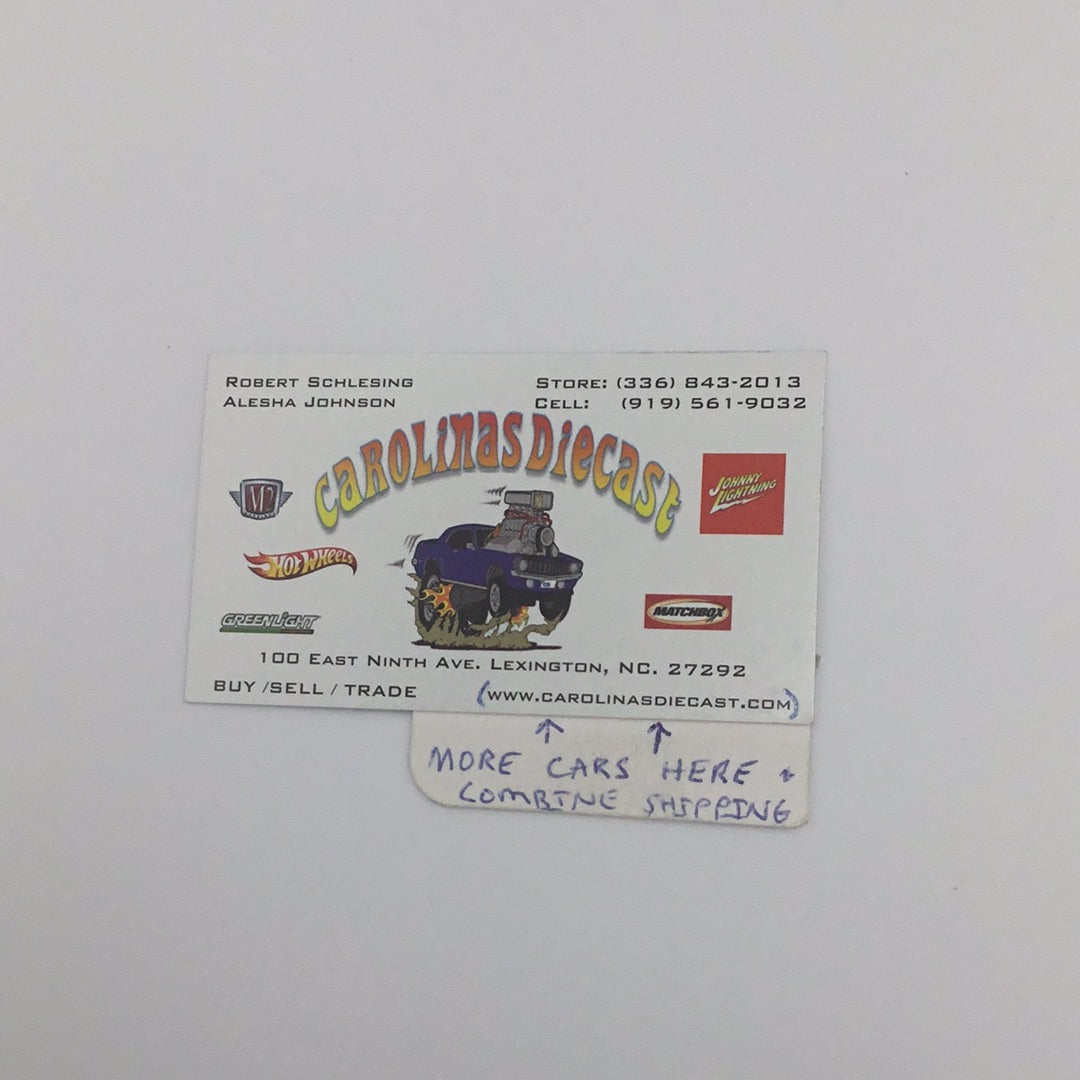 ROBERT SCHLESING
ALESHA JOHNSON
STORE: (336) 843-2013
CELL: (919) 561-9032
CAROLINAS DIECAST
M2
JOHNNY
LIGHTNING
HOT WHEELS
MATCHBOX
GREENLIGHT
100 EAST NINTH AVE. LEXINGTON, NC. 27292
BUY /SELL / TRADE
(WWW.CAROLINASDIECAST.COM)
↑ ↑
MORE CARS HERE +
COMBINE SHIPPING